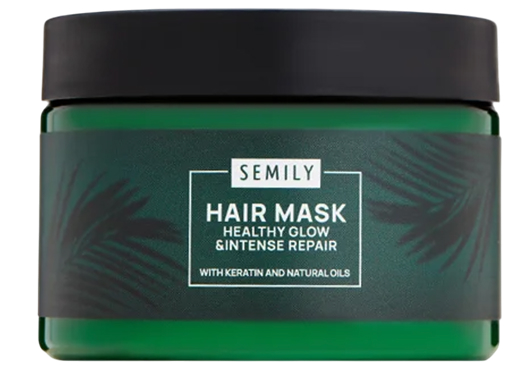 SEMILY
HAIR MASK
HEALTHY GLOW
&INTENSE REPAIR
WITH KERATIN AND NATURAL OILS